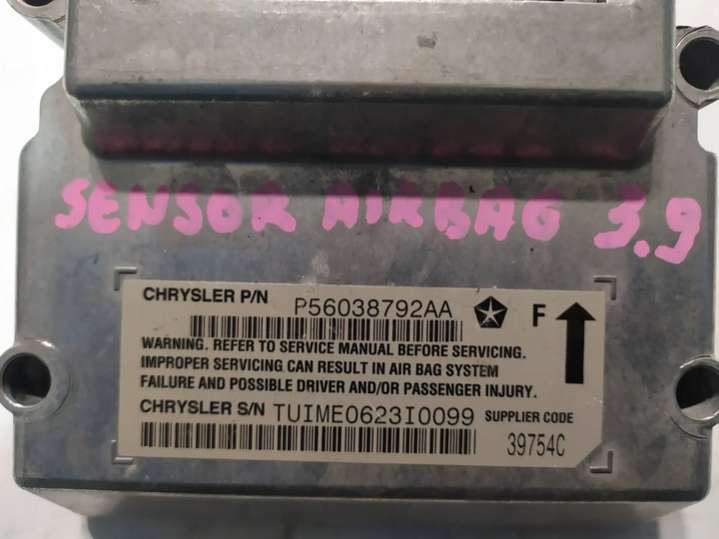 SENSOR AIRBAG 3.9
CHRYSLER P/N P56038792AA F
WARNING. REFER TO SERVICE MANUAL BEFORE SERVICING.
IMPROPER SERVICING CAN RESULT IN AIR BAG SYSTEM
FAILURE AND POSSIBLE DRIVER AND/OR PASSENGER INJURY.
CHRYSLER S/N TUIME0623I0099 SUPPLIER CODE
39754C